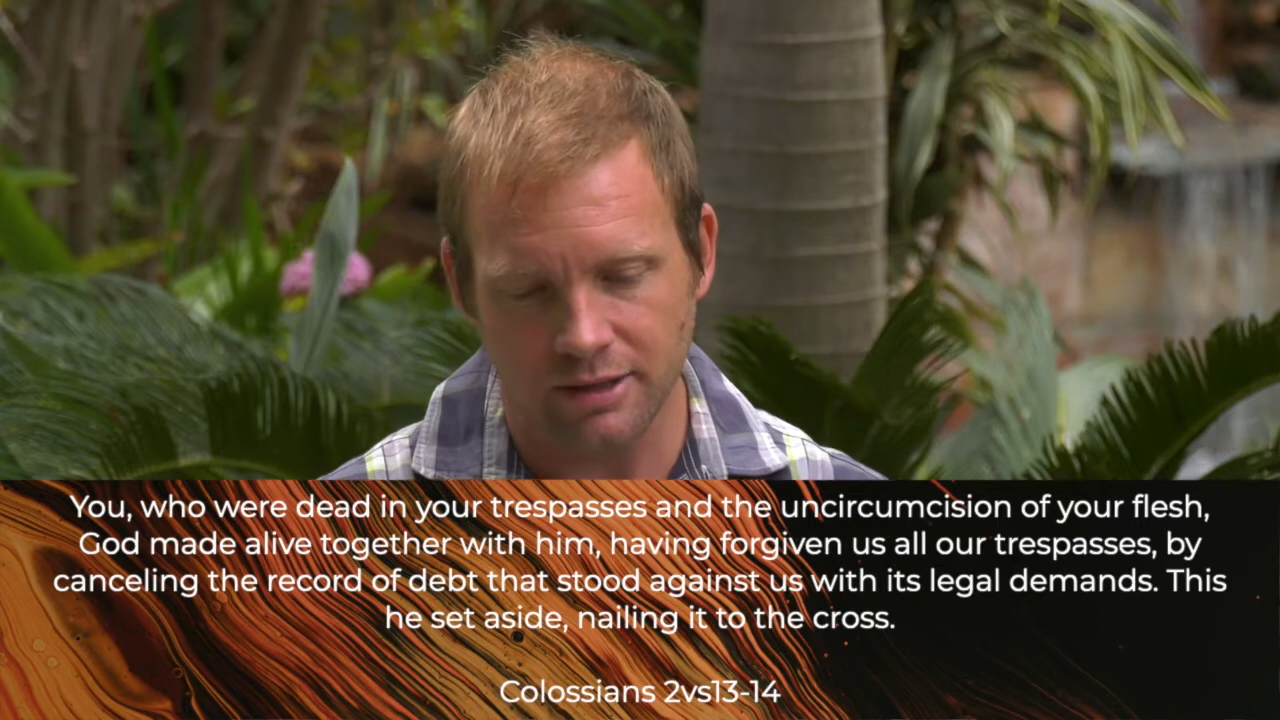 You, who were dead in your trespasses and the uncircumcision of your flesh,
God made alive together with him, having forgiven us all our trespasses, by
canceling the record of debt that stood against us with its legal demands. This
he set aside, nailing it to the cross.
Colossians 2vs13-14